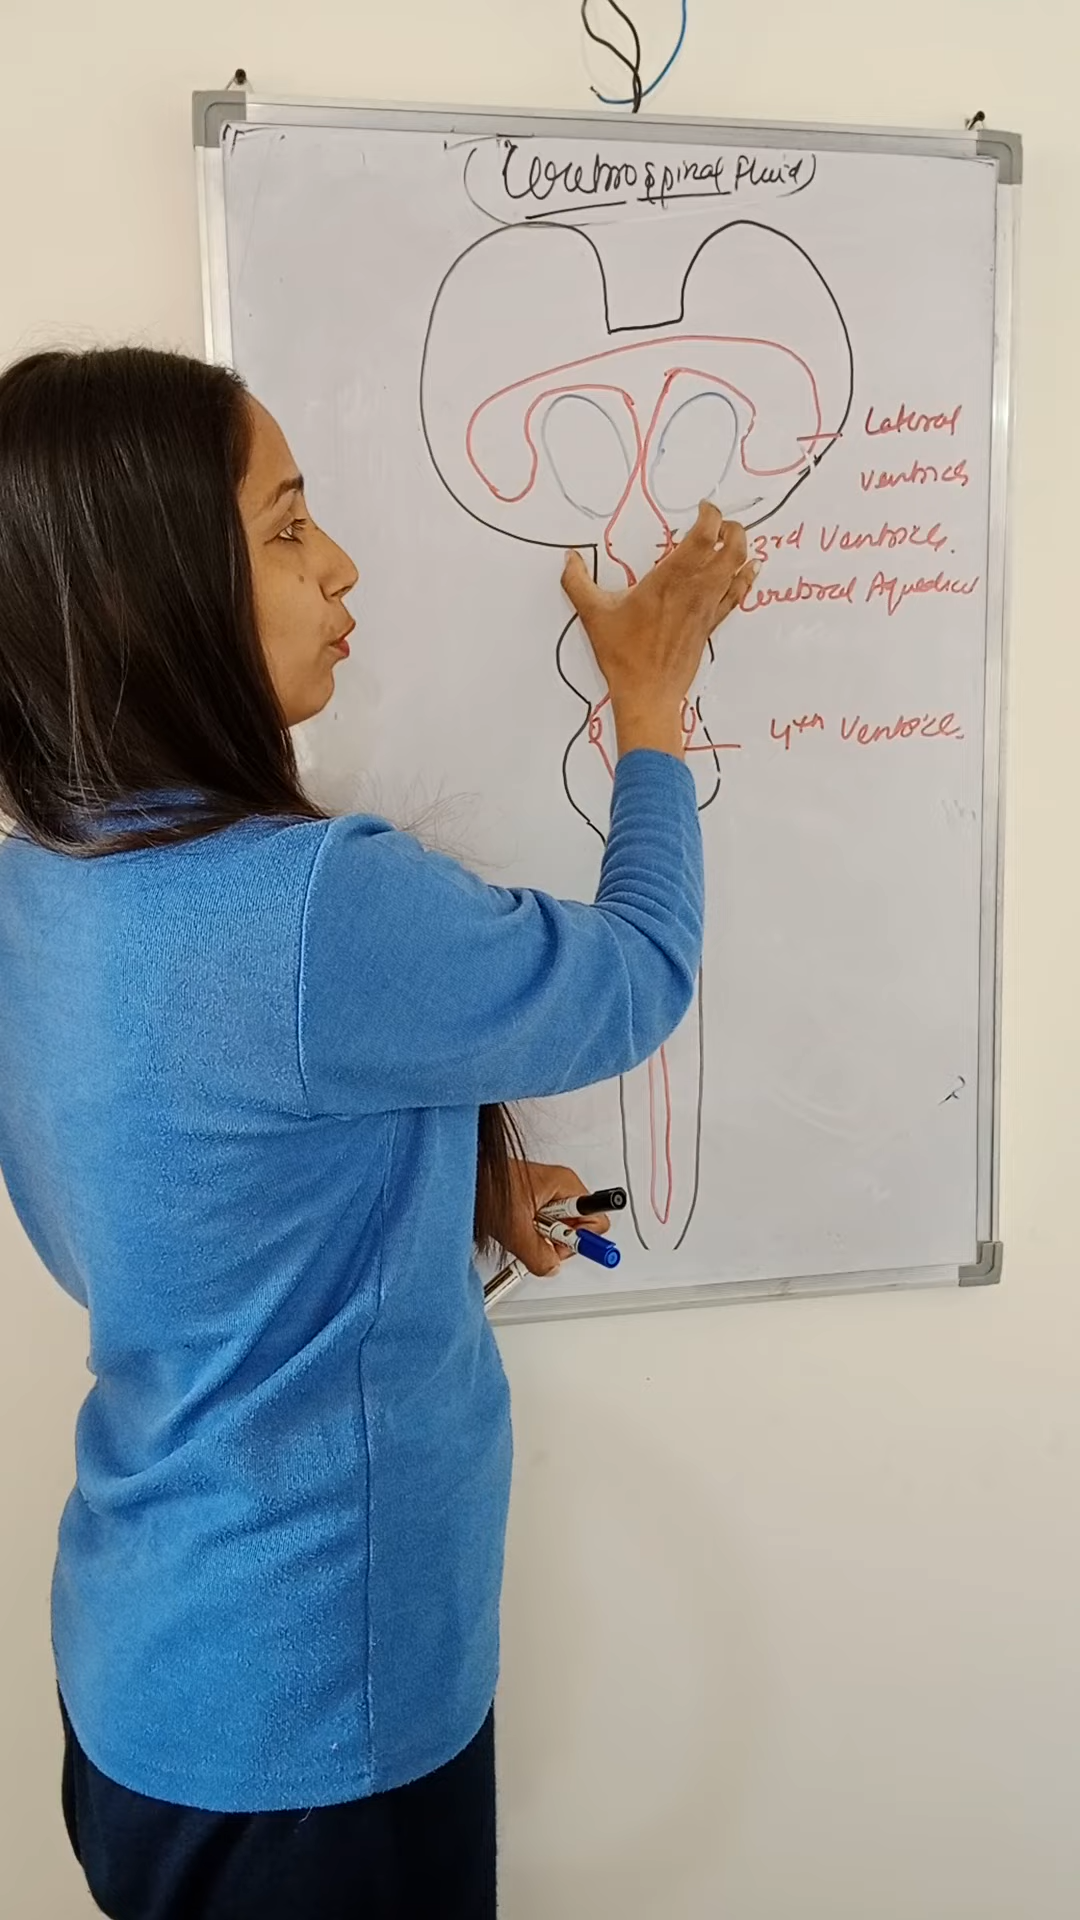 (Cerebrospinal Fluid)
Lateral
Ventricles
3rd Ventricle.
Cerebral Aqueduct
4th Ventricle.